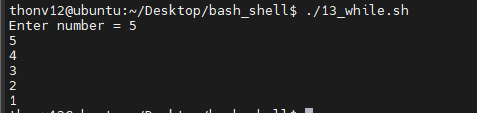 thonv12@ubuntu:~/Desktop/bash_shell$ ./13_while.sh
Enter number = 5
5
4
3
2
1